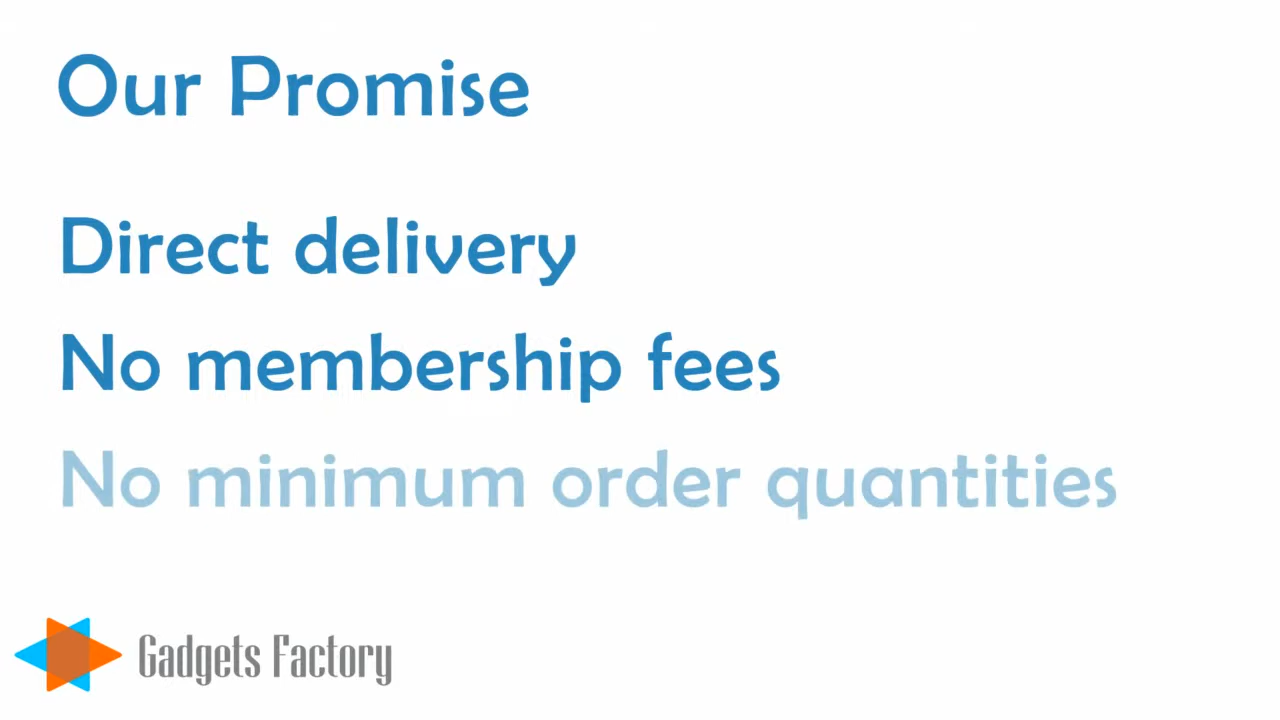 Our Promise
Direct delivery
No membership fees
No minimum order quantities
Gadgets Factory